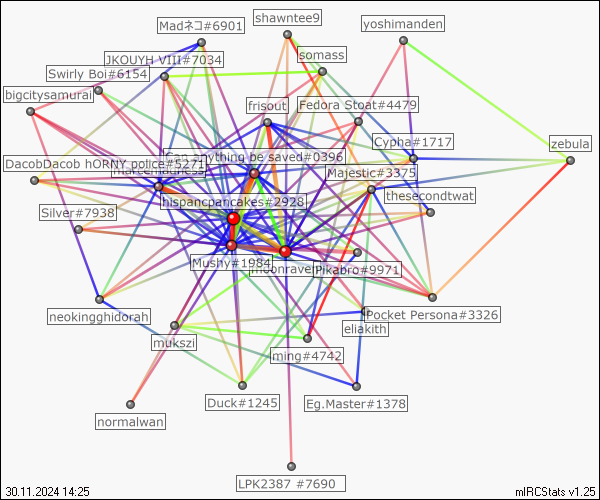 Madネコ#6901
shawntee9
yoshimanden
JKOUYH VIII#7034
somass
Swirly Boi#6154
bigcitysamurai
frisout
Fedora Stoat#4479
Cypha#1717
zebula
Can anything be saved#0396
DacobDacob hORNY police#5271
Majestic#3375
thesecondtwat
hispancpancakes#2928
Silver#7938
Mushy#1984
Pikabro#9971
neokingghidorah
Pocket Persona#3326
eliakith
mukszi
ming#4742
Duck#1245
Eg.Master#1378
normalwan
LPK2387 #7690
30.11.2024 14:25
mIRCStats v1.25